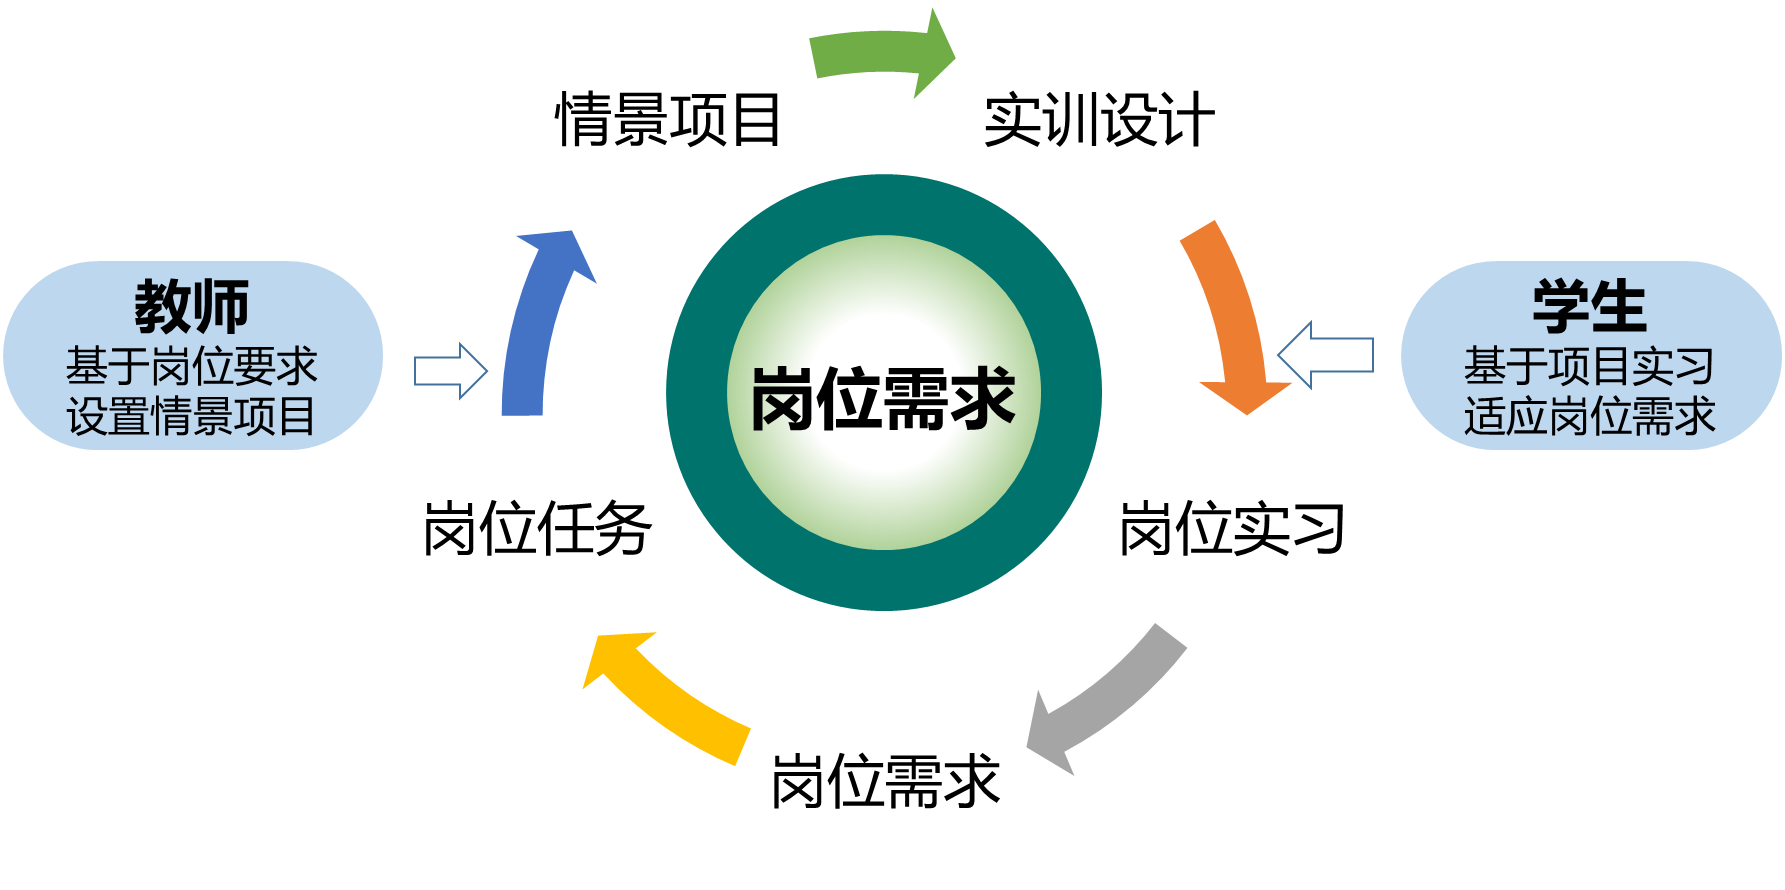 情景项目
实训设计
教师
基于岗位要求
设置情景项目
学生
基于项目实习
适应岗位需求
岗位需求
岗位任务
岗位实习
岗位需求